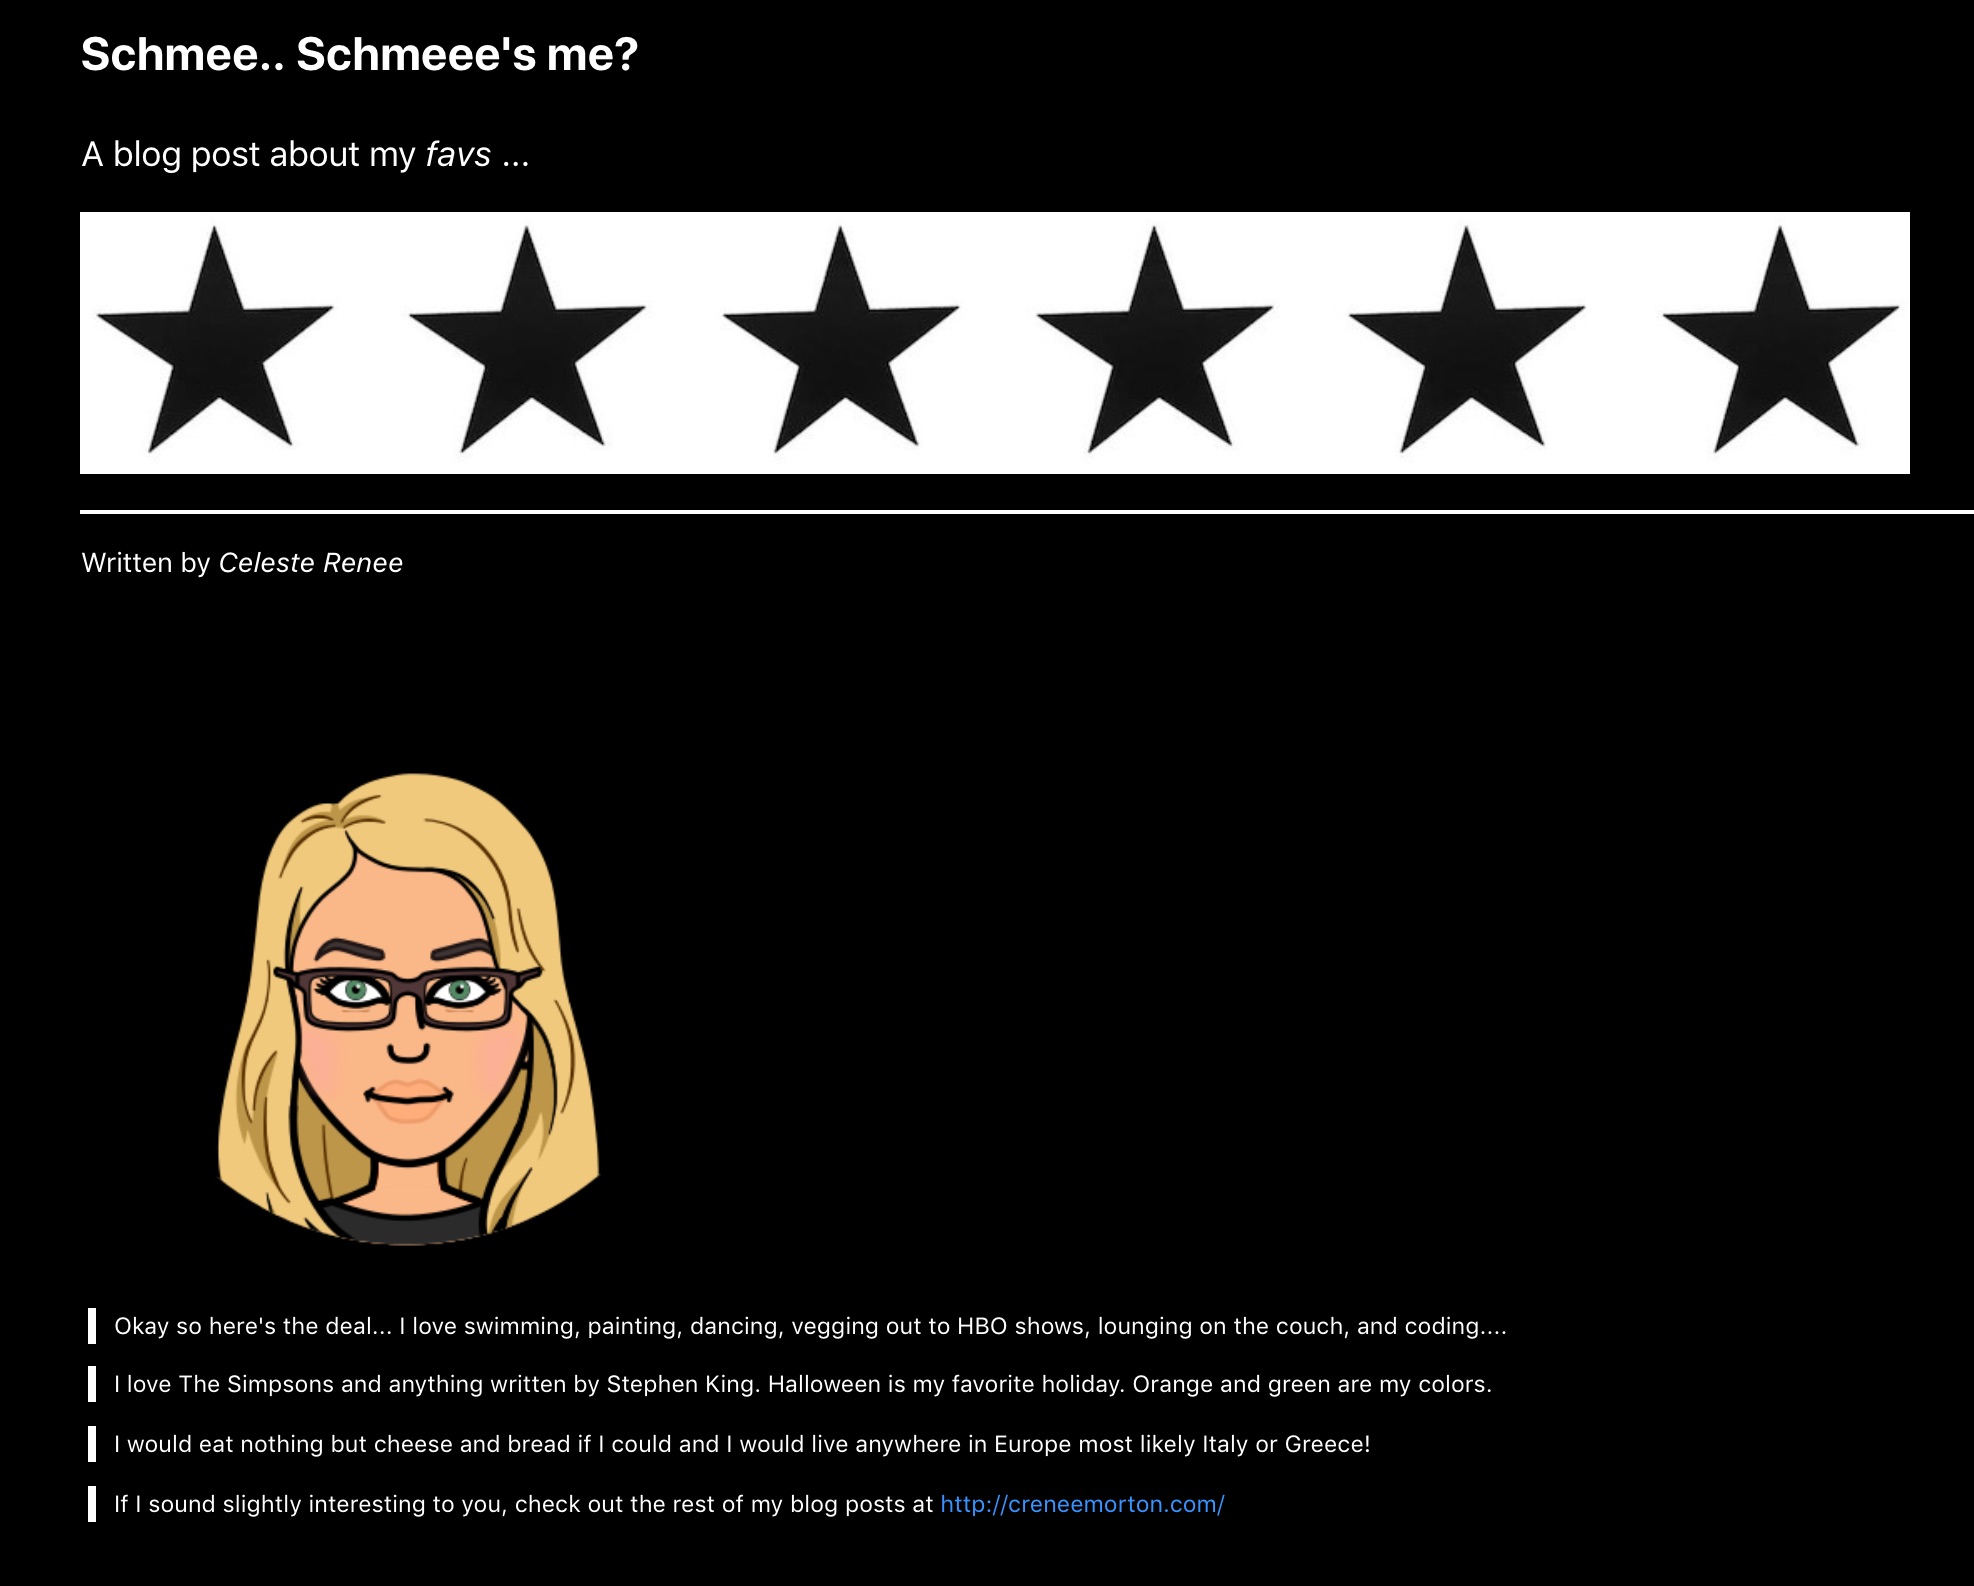 Schmee.. Schmeee's me?
A blog post about my favs ...
Written by Celeste Renee
Okay so here's the deal... I love swimming, painting, dancing, vegging out to HBO shows, lounging on the couch, and coding....
I love The Simpsons and anything written by Stephen King. Halloween is my favorite holiday. Orange and green are my colors.
I would eat nothing but cheese and bread if I could and I would live anywhere in Europe most likely Italy or Greece!
If I sound slightly interesting to you, check out the rest of my blog posts at http://creneemorton.com/